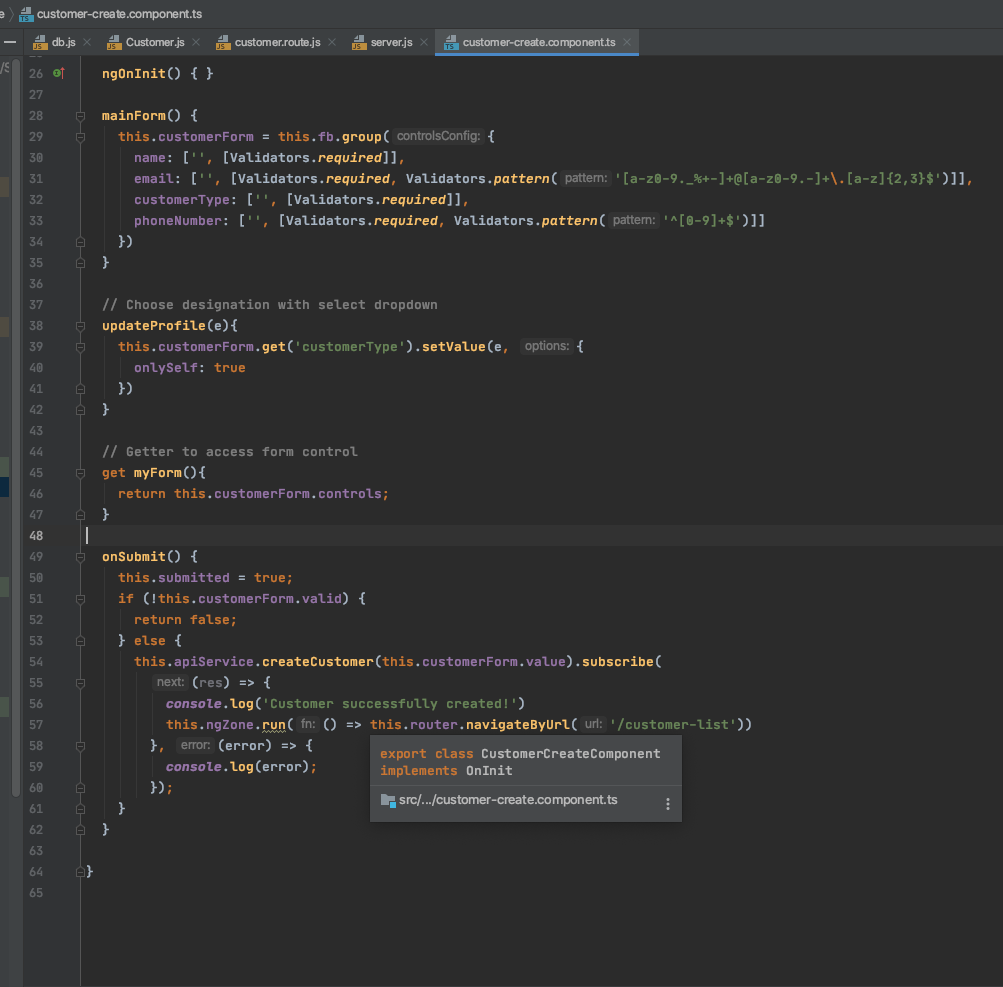 e customer-create.component.ts
db.js Customer.js customer.route.js server.js customer-create.component.ts
26 ngOnInit() { }
27
28 mainForm() {
29 this.customerForm = this.fb.group( controlsConfig: {
30 name: ['', [Validators.required]],
31 email: ['', [Validators.required, Validators.pattern( pattern: '[a-z0-9._%+-]+@[a-z0-9.-]+\.[a-z]{2,3}$')]],
32 customerType: ['', [Validators.required]],
33 phoneNumber: ['', [Validators.required, Validators.pattern( pattern: '^[0-9]+$')]]
34 })
35 }
36
37 // Choose designation with select dropdown
38 updateProfile(e){
39 this.customerForm.get('customerType').setValue(e, options: {
40 onlySelf: true
41 })
42 }
43
44 // Getter to access form control
45 get myForm(){
46 return this.customerForm.controls;
47 }
48
49 onSubmit() {
50 this.submitted = true;
51 if (!this.customerForm.valid) {
52 return false;
53 } else {
54 this.apiService.createCustomer(this.customerForm.value).subscribe(
55 next: (res) => {
56 console.log('Customer successfully created!')
57 this.ngZone.run( fn: () => this.router.navigateByUrl( url: '/customer-list'))
58 }, error: (error) => {
59 console.log(error);
60 });
61 }
62 }
63
64 }
65
export class CustomerCreateComponent
implements OnInit
src/.../customer-create.component.ts